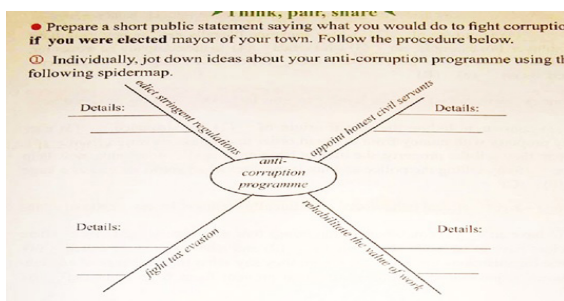 Think, pair, share
● Prepare a short public statement saying what you would do to fight corruptio
if you were elected mayor of your town. Follow the procedure below.
① Individually, jot down ideas about your anti-corruption programme using th
following spidermap.
Details:
edict stringent regulations
appoint honest civil servants
Details:
anti-
corruption
programme
Details:
fight tax evasion
rehabilitate the value of work
Details: